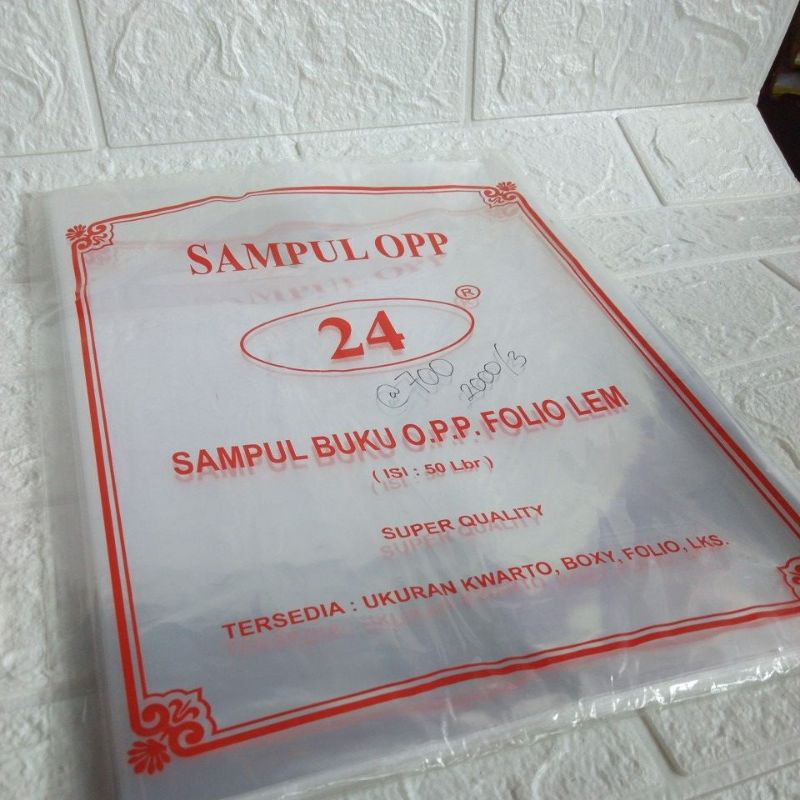 SAMPUL OPP
24 ®
@700
2000/3
SAMPUL BUKU O.P.P. FOLIO LEM
( ISI : 50 Lbr )
SUPER QUALITY
TERSEDIA : UKURAN KWARTO, BOXY, FOLIO, LKS.